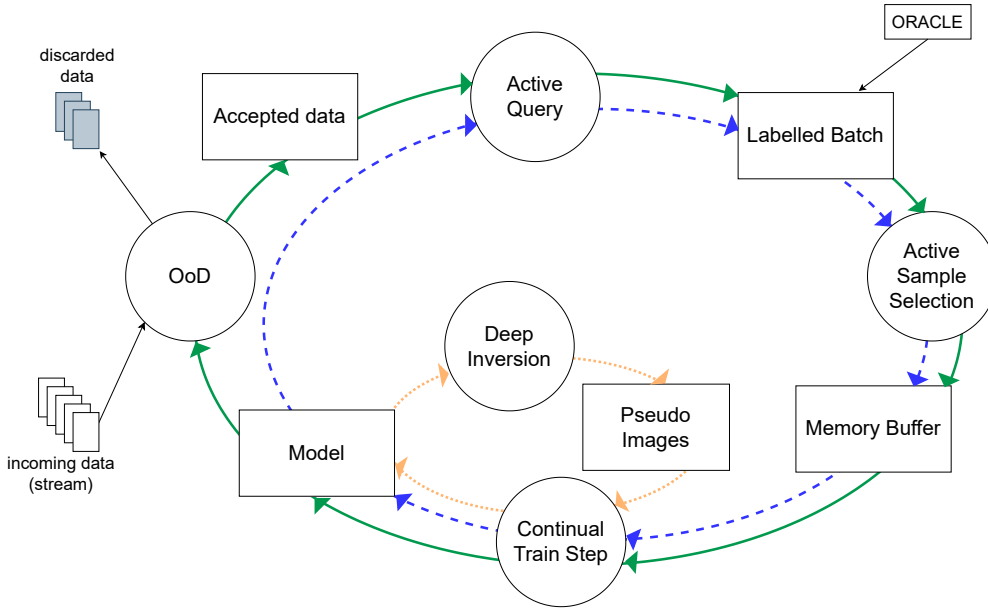 ORACLE
discarded
data
Accepted data
Active
Query
Labelled Batch
OoD
Active
Sample
Selection
Deep
Inversion
Pseudo
Images
Memory Buffer
Model
incoming data
(stream)
Continual
Train Step